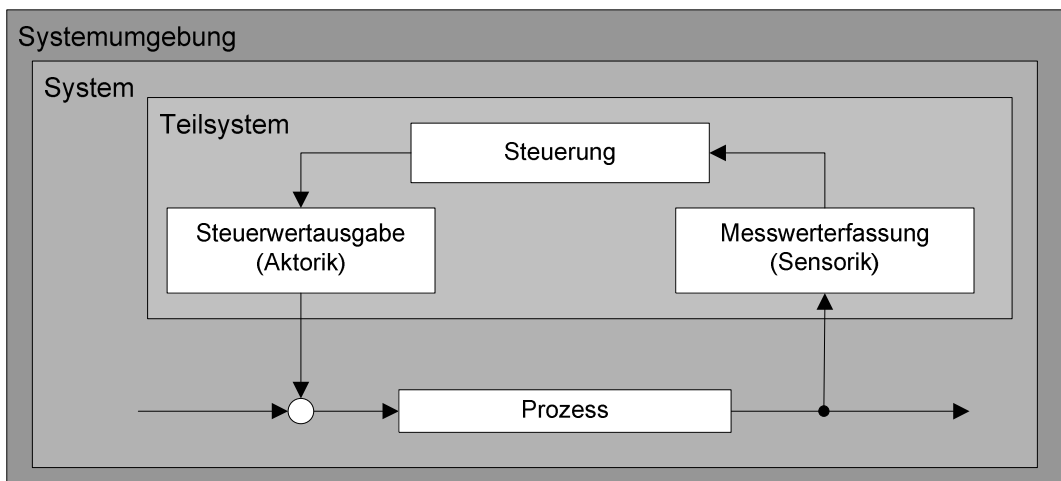 Systemumgebung
System
Teilsystem
Steuerung
Steuerwertausgabe
(Aktorik)
Messwerterfassung
(Sensorik)
Prozess